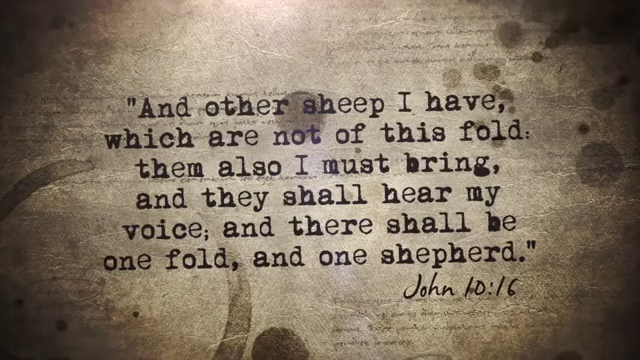 "And other sheep I have,
which are not of this fold:
them also I must bring,
and they shall hear my
voice; and there shall be
one fold, and one shepherd."
John 10:16